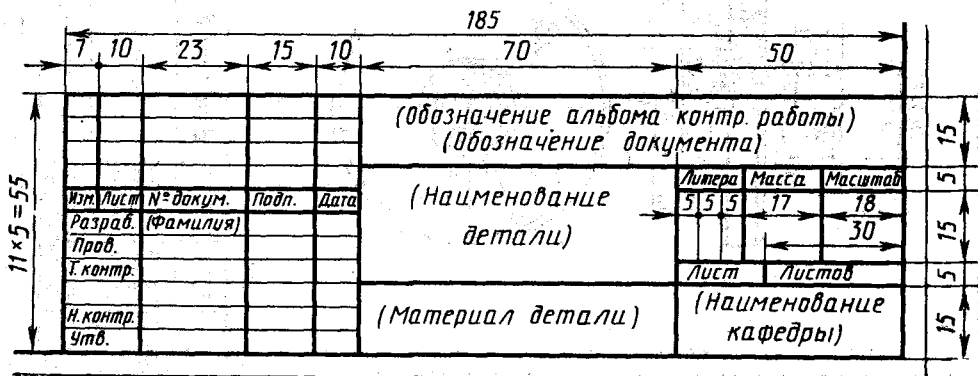 185
7 10 23 15 10 70 50
(Обозначение альбома контр. работы)
(Обозначение документа)
15
Литера Масса Масштаб
5
11×5=55
Изм. Лист № докум. Подп. Дата
(Наименование
детали)
5 5 5 17 18
15
Разраб. (Фамилия)
30
Пров.
Т. контр.
Лист Листов
5
(Материал детали)
(Наименование
кафедры)
15
Н. контр.
Утв.